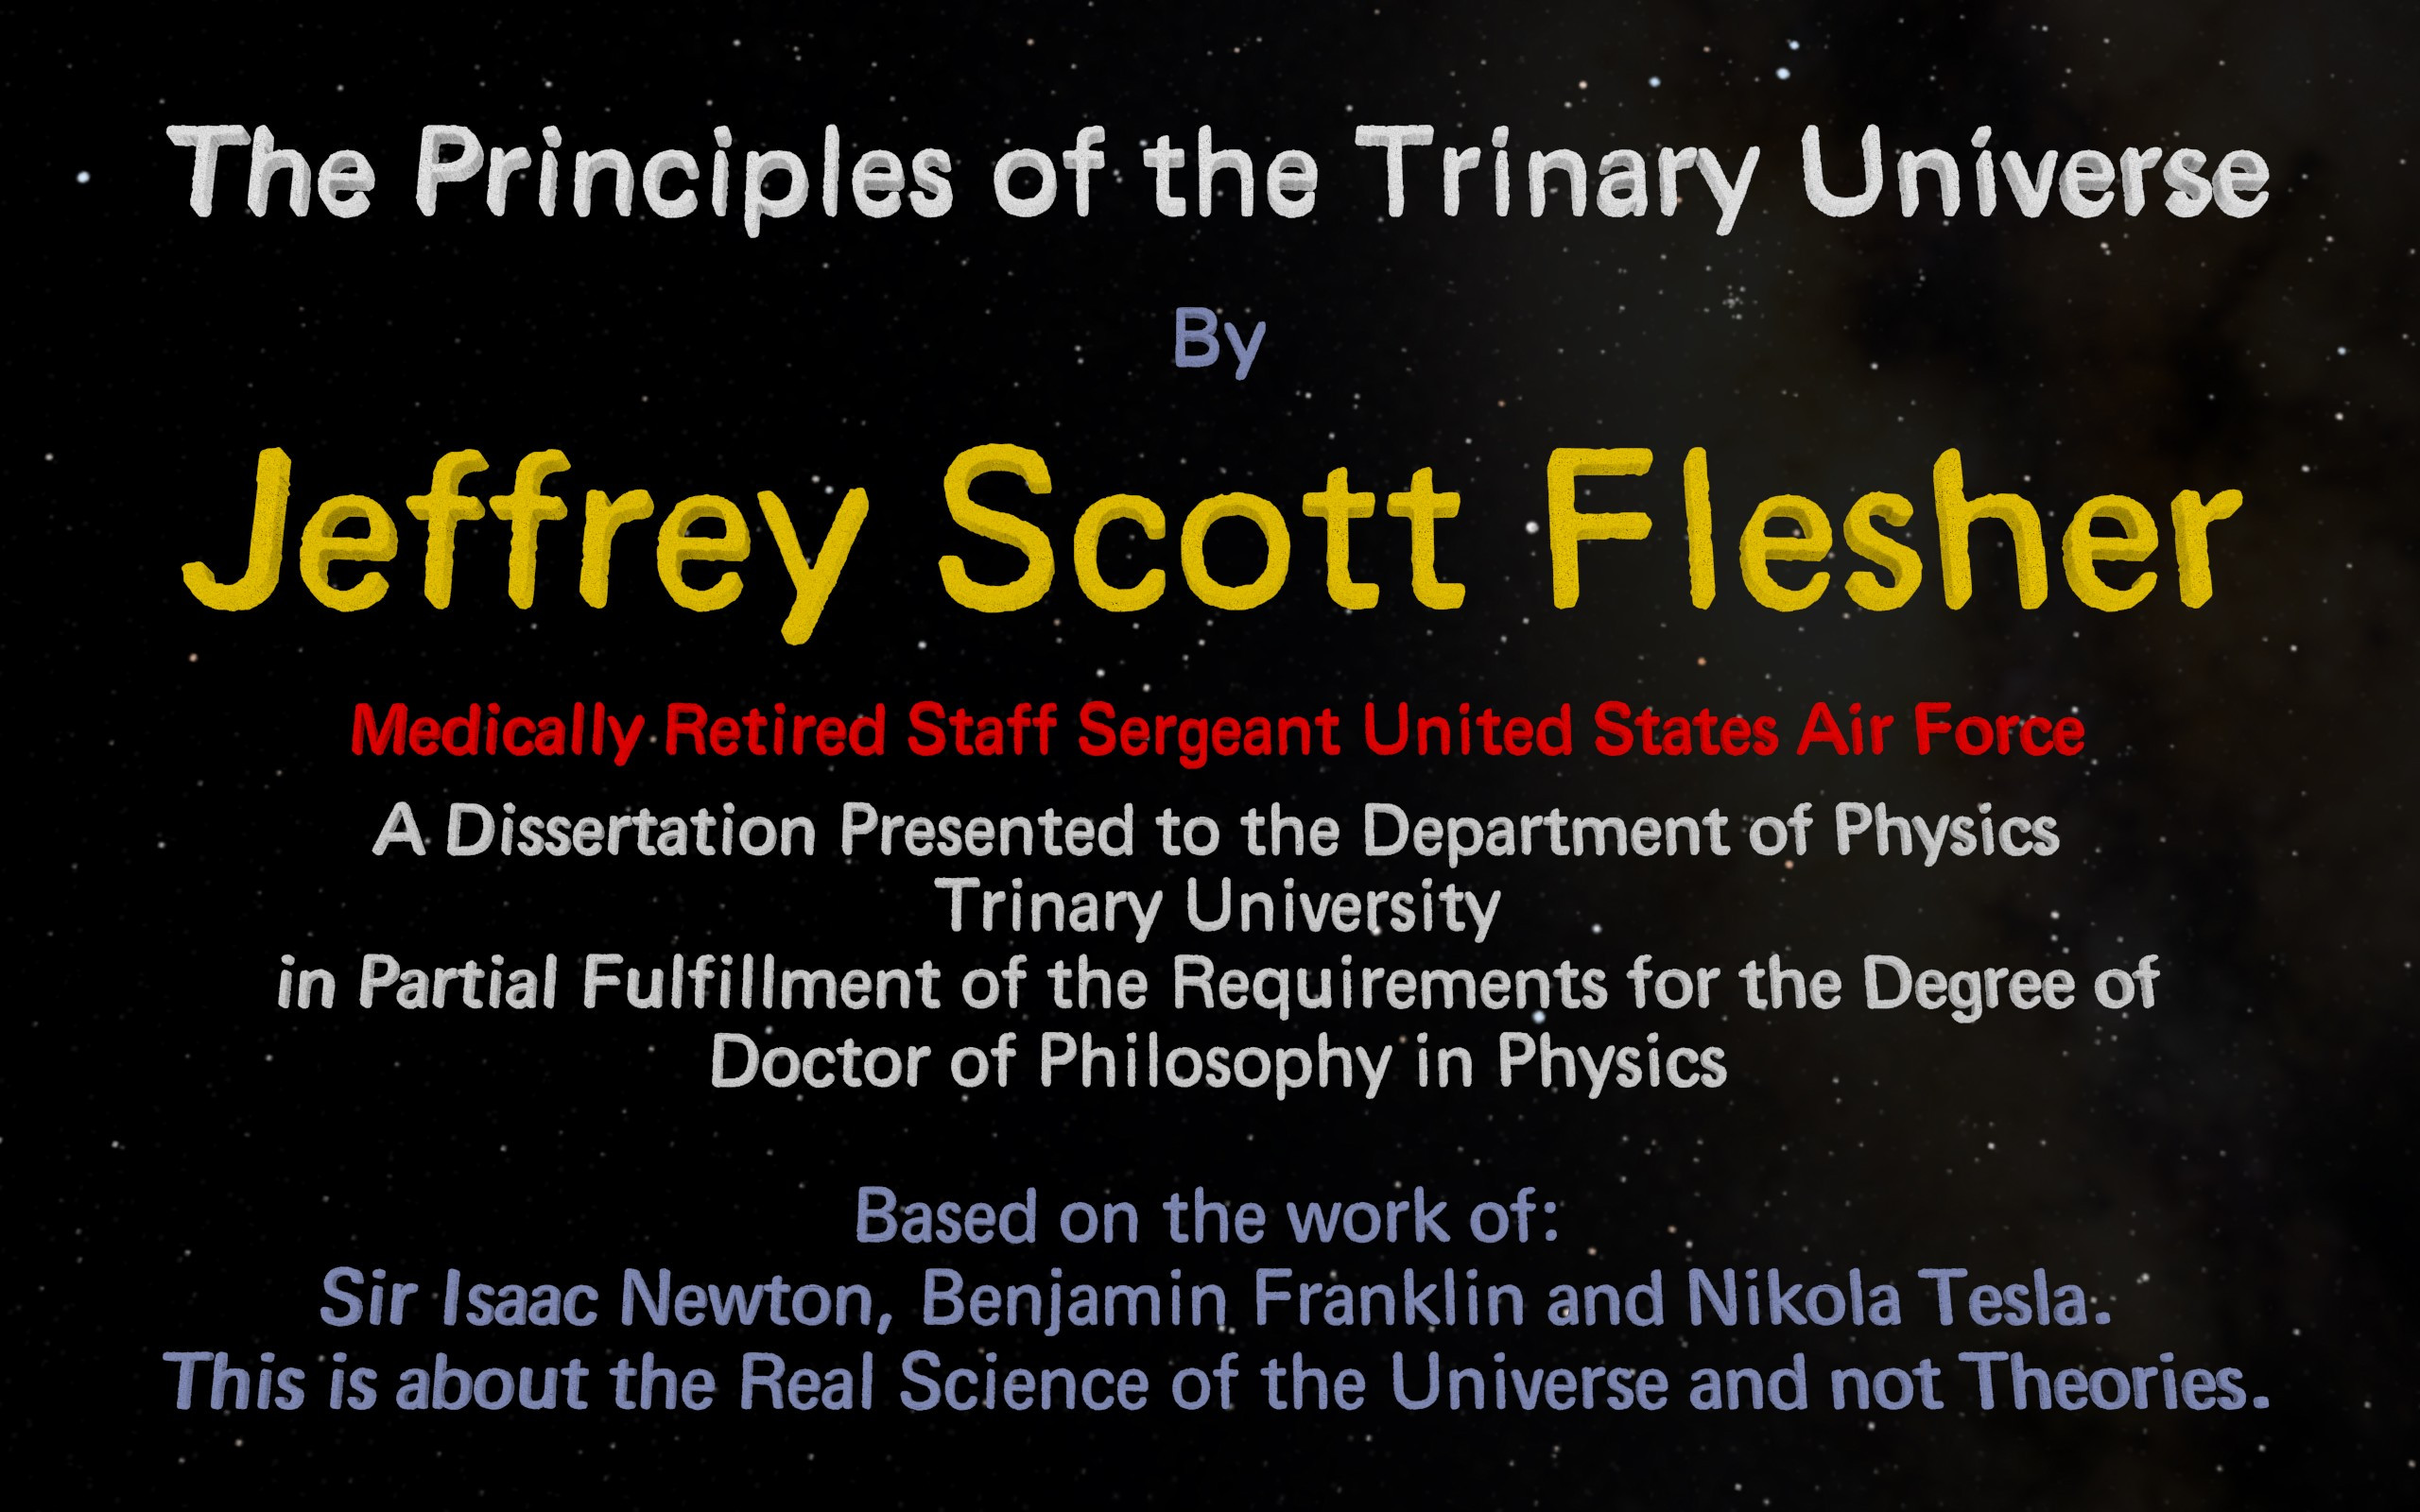 The Principles of the Trinary Universe
By
Jeffrey Scott Flesher
Medically Retired Staff Sergeant United States Air Force
A Dissertation Presented to the Department of Physics
Trinary University
in Partial Fulfillment of the Requirements for the Degree of
Doctor of Philosophy in Physics
Based on the work of:
Sir Isaac Newton, Benjamin Franklin and Nikola Tesla.
This is about the Real Science of the Universe and not Theories.